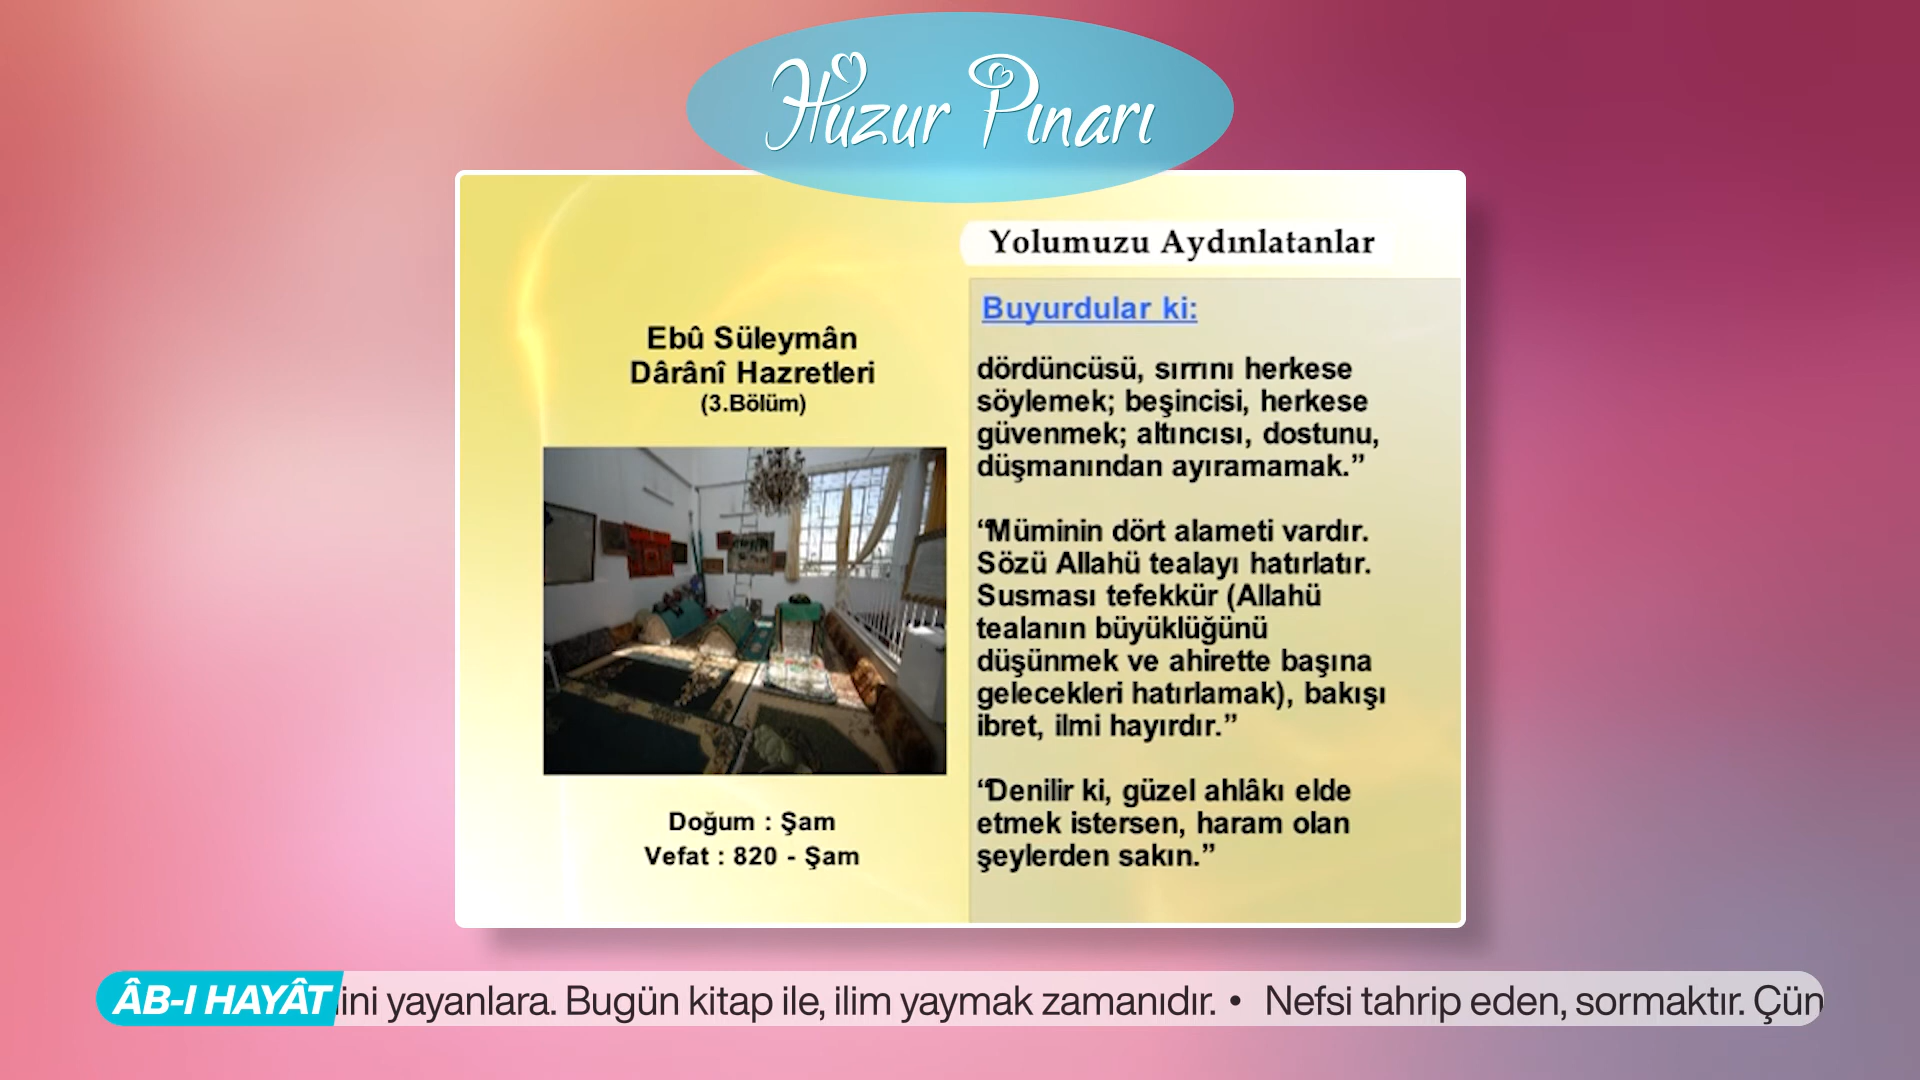 Huzur Pınarı
Yolumuzu Aydınlatanlar
Ebû Süleymân
Dârânî Hazretleri
(3.Bölüm)
Doğum : Şam
Vefat : 820 - Şam
Buyurdular ki:
dördüncüsü, sırrını herkese
söylemek; beşincisi, herkese
güvenmek; altıncısı, dostunu,
düşmanından ayıramamak.”
“Müminin dört alameti vardır.
Sözü Allahü tealayı hatırlatır.
Susması tefekkür (Allahü
tealanın büyüklüğünü
düşünmek ve ahirette başına
gelecekleri hatırlamak), bakışı
ibret, ilmi hayırdır.”
“Denilir ki, güzel ahlâkı elde
etmek istersen, haram olan
şeylerden sakın.”
ÂB-I HAYÂT
ini yayanlara. Bugün kitap ile, ilim yaymak zamanıdır. • Nefsi tahrip eden, sormaktır. Çün